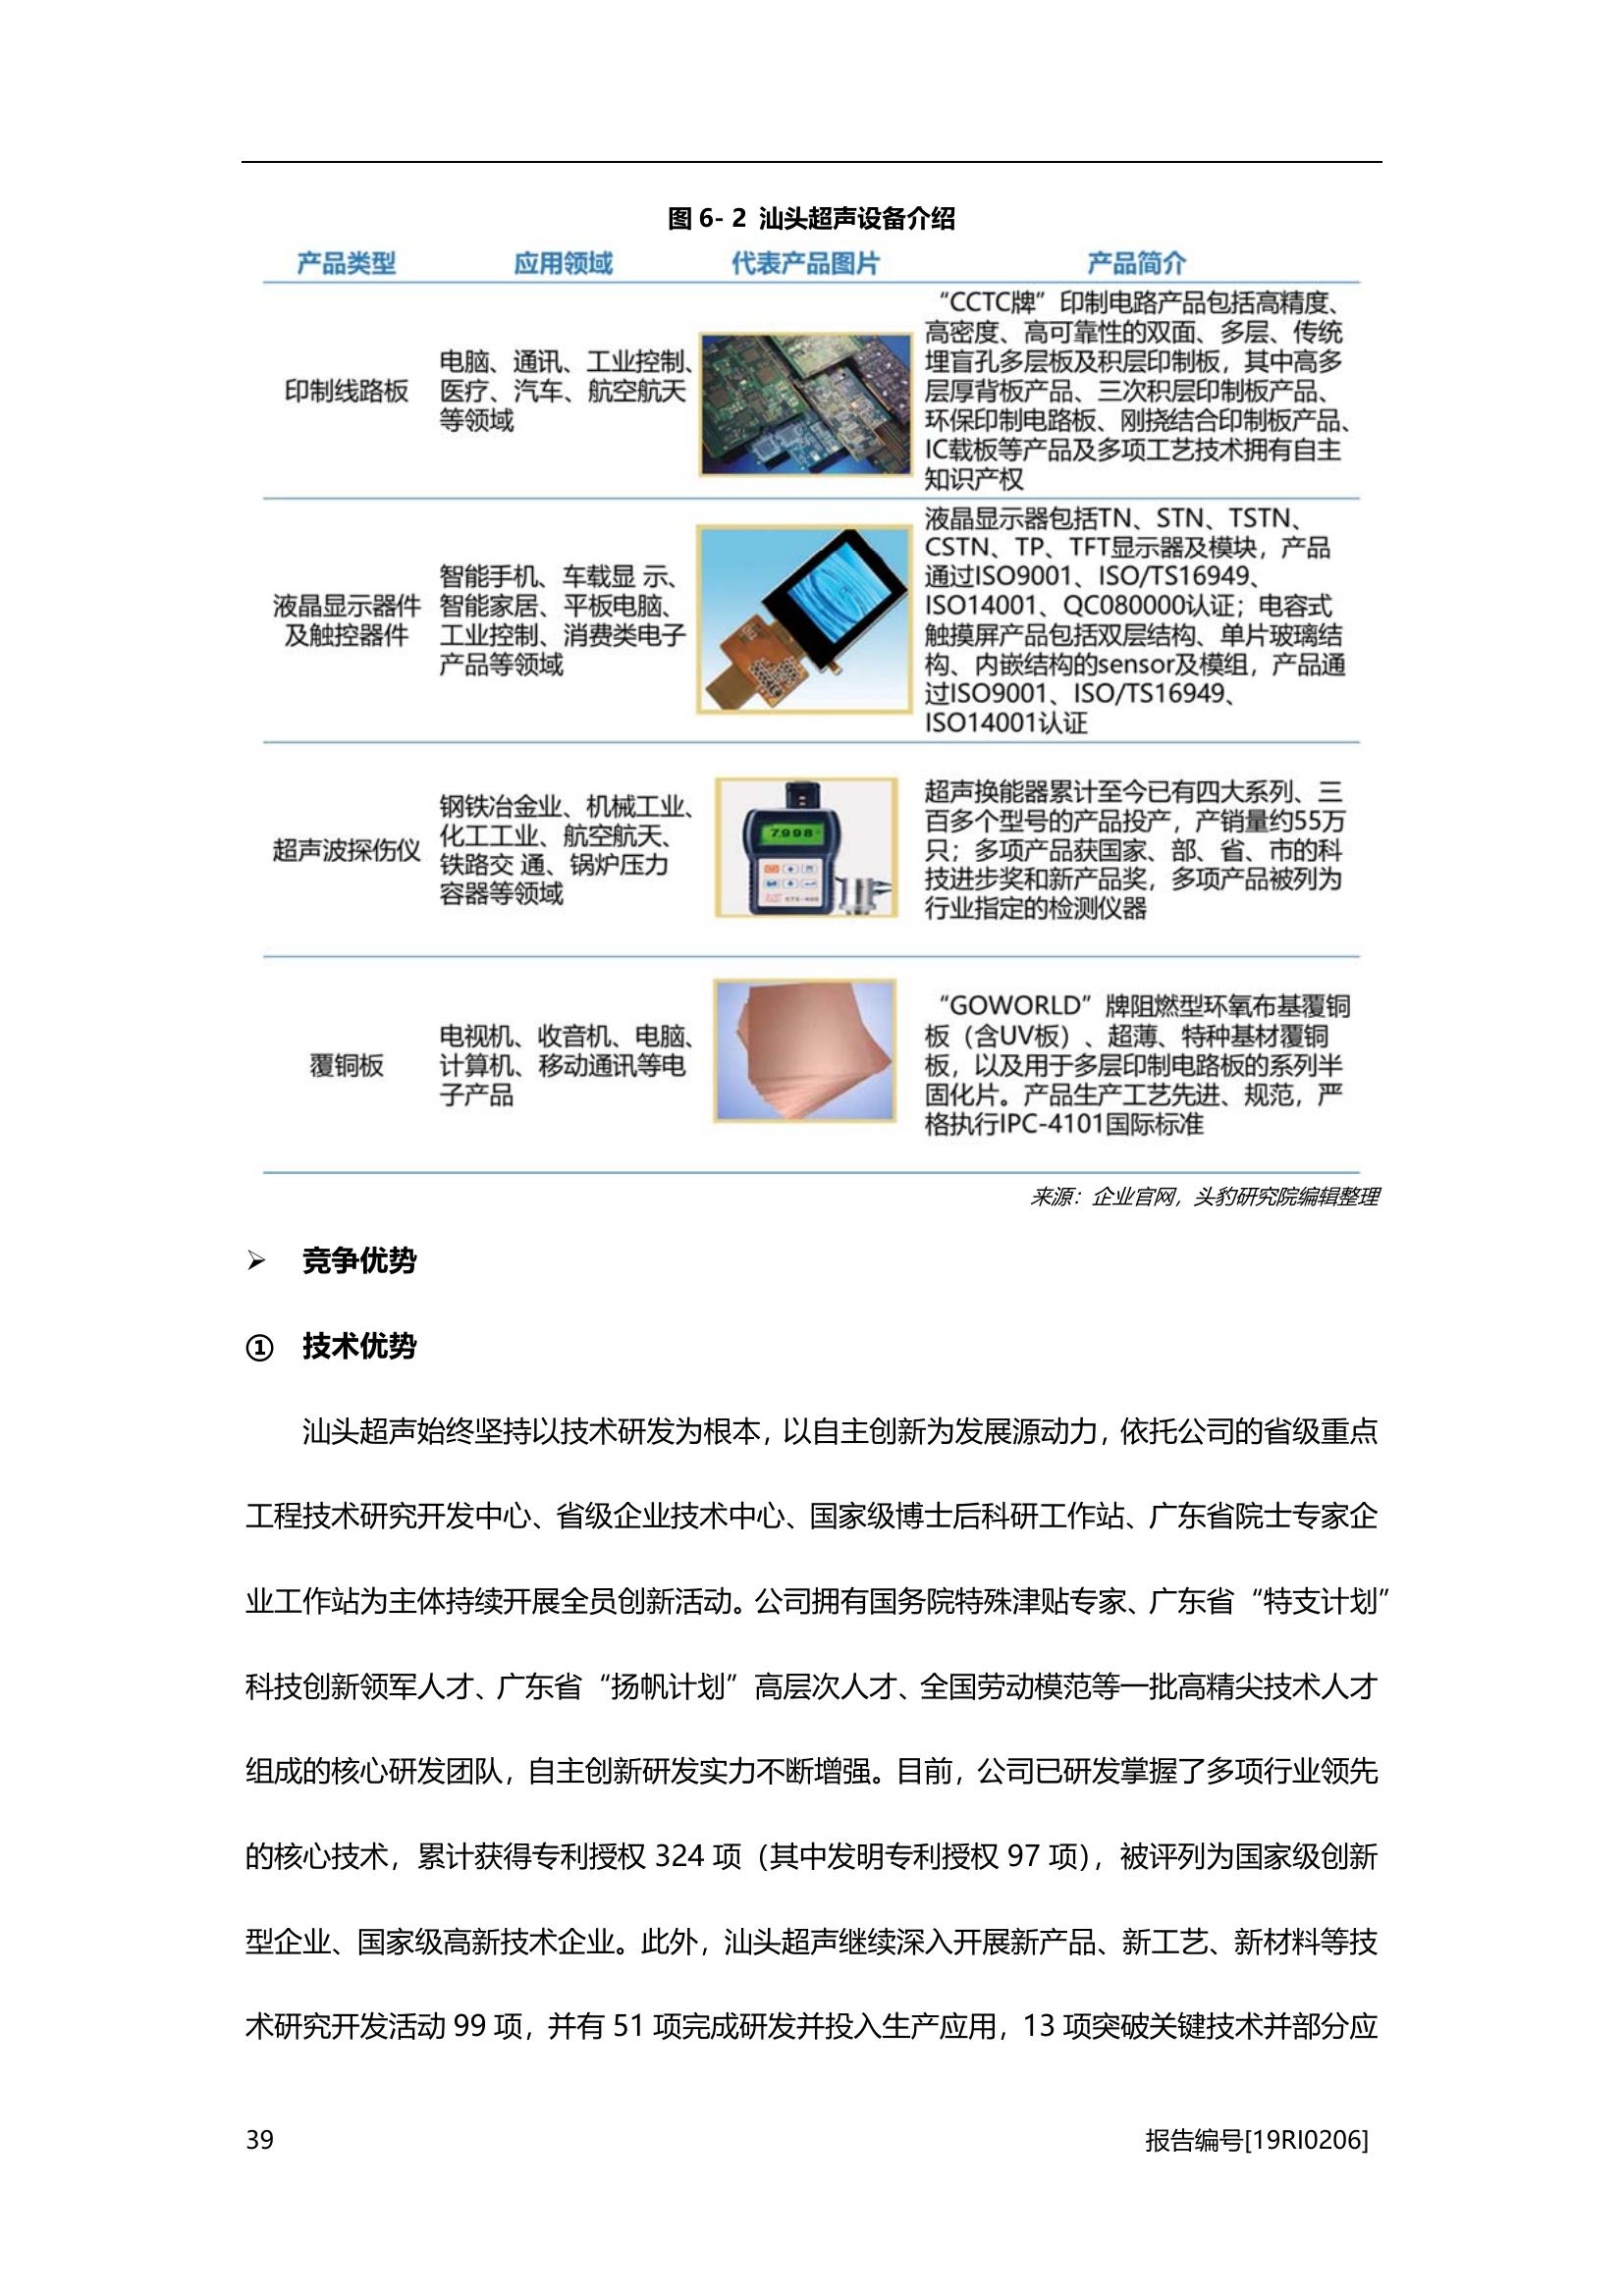 图 6- 2 汕头超声设备介绍
产品类型 应用领域 代表产品图片 产品简介
印制线路板
电脑、通讯、工业控制、
医疗、汽车、航空航天
等领域
“CCTC牌”印制电路产品包括高精度、
高密度、高可靠性的双面、多层、传统
埋盲孔多层板及积层印制板，其中高多
层厚背板产品、三次积层印制板产品、
环保印制电路板、刚挠结合印制板产品、
IC载板等产品及多项工艺技术拥有自主
知识产权
液晶显示器件
及触控器件
智能手机、车载显 示、
智能家居、平板电脑、
工业控制、消费类电子
产品等领域
液晶显示器包括TN、STN、TSTN、
CSTN、TP、TFT显示器及模块，产品
通过ISO9001、ISO/TS16949、
ISO14001、QC080000认证；电容式
触摸屏产品包括双层结构、单片玻璃结
构、内嵌结构的sensor及模组，产品通
过ISO9001、ISO/TS16949、
ISO14001认证
超声波探伤仪
钢铁冶金业、机械工业、
化工工业、航空航天、
铁路交 通、锅炉压力
容器等领域
7.998
超声换能器累计至今已有四大系列、三
百多个型号的产品投产，产销量约55万
只；多项产品获国家、部、省、市的科
技进步奖和新产品奖，多项产品被列为
行业指定的检测仪器
覆铜板
电视机、收音机、电脑、
计算机、移动通讯等电
子产品
“GOWORLD”牌阻燃型环氧布基覆铜
板（含UV板）、超薄、特种基材覆铜
板，以及用于多层印制电路板的系列半
固化片。产品生产工艺先进、规范，严
格执行IPC-4101国际标准
来源：企业官网，头豹研究院编辑整理
➢ 竞争优势
① 技术优势
汕头超声始终坚持以技术研发为根本，以自主创新为发展源动力，依托公司的省级重点
工程技术研究开发中心、省级企业技术中心、国家级博士后科研工作站、广东省院士专家企
业工作站为主体持续开展全员创新活动。公司拥有国务院特殊津贴专家、广东省“特支计划”
科技创新领军人才、广东省“扬帆计划”高层次人才、全国劳动模范等一批高精尖技术人才
组成的核心研发团队，自主创新研发实力不断增强。目前，公司已研发掌握了多项行业领先
的核心技术，累计获得专利授权 324 项（其中发明专利授权 97 项），被评列为国家级创新
型企业、国家级高新技术企业。此外，汕头超声继续深入开展新产品、新工艺、新材料等技
术研究开发活动 99 项，并有 51 项完成研发并投入生产应用，13 项突破关键技术并部分应
39 报告编号[19RI0206]